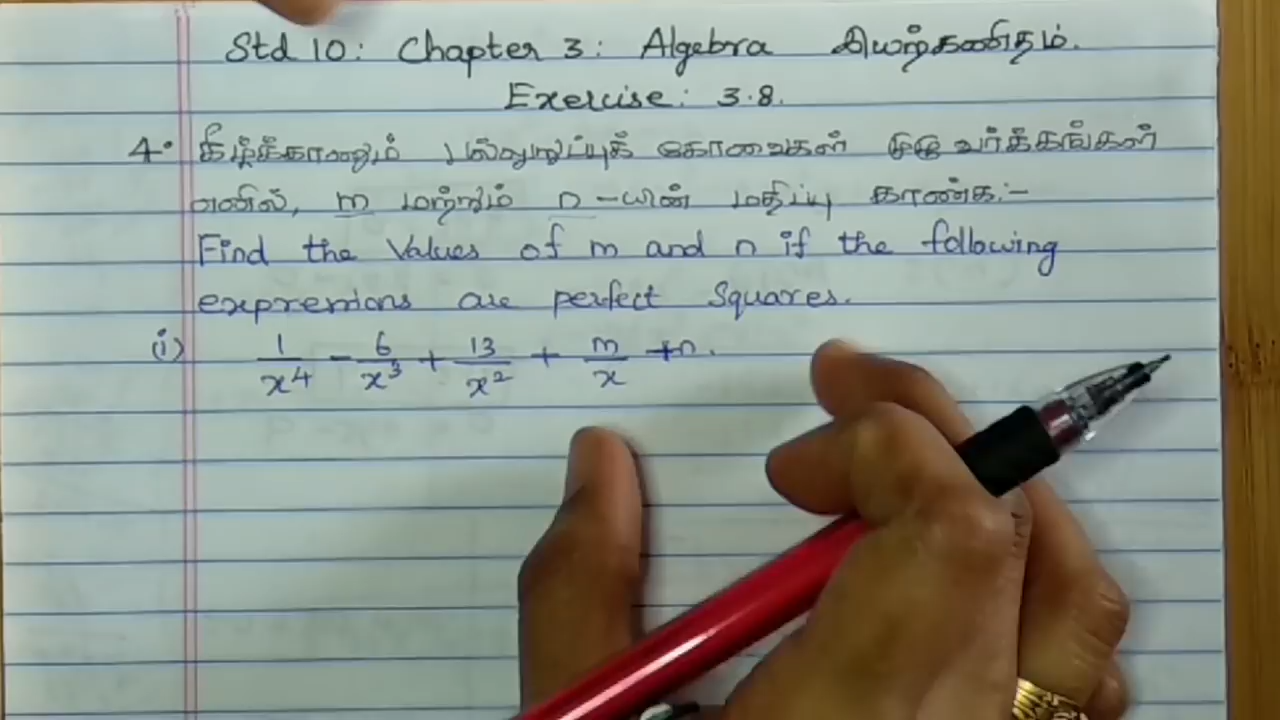 Std 10: Chapter 3: Algebra இயற்கணிதம்.
Exercise: 3.8.
4. கீழ்க்காணும் பல்லுறுப்புக் கோவைகள் முழு வர்க்கங்கள்
எனில், m மற்றும் n -யின் மதிப்பு காண்க:-
Find the Values of m and n if the following
expressions are perfect Squares.
(i) 1/x⁴ - 6/x³ + 13/x² + m/x + n.